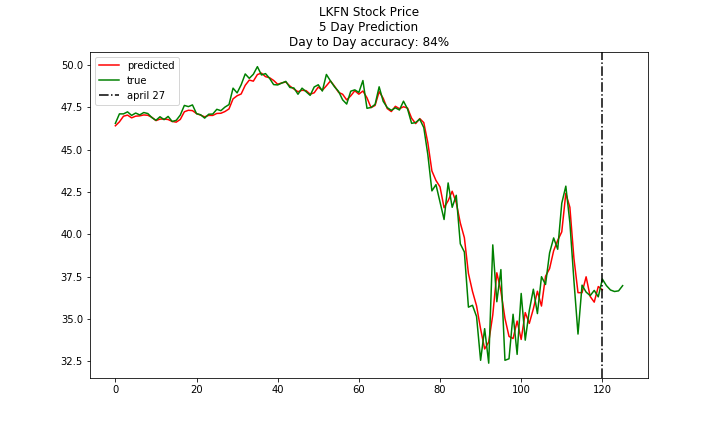 LKFN Stock Price
5 Day Prediction
Day to Day accuracy: 84%
50.0
47.5
45.0
42.5
40.0
37.5
35.0
32.5
predicted
true
april 27
0 20 40 60 80 100 120